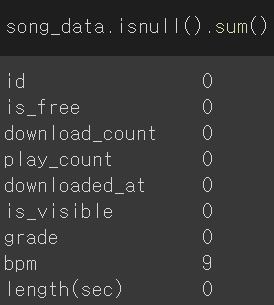 song_data.isnull().sum()
id 0
is_free 0
download_count 0
play_count 0
downloaded_at 0
is_visible 0
grade 0
bpm 9
length(sec) 0